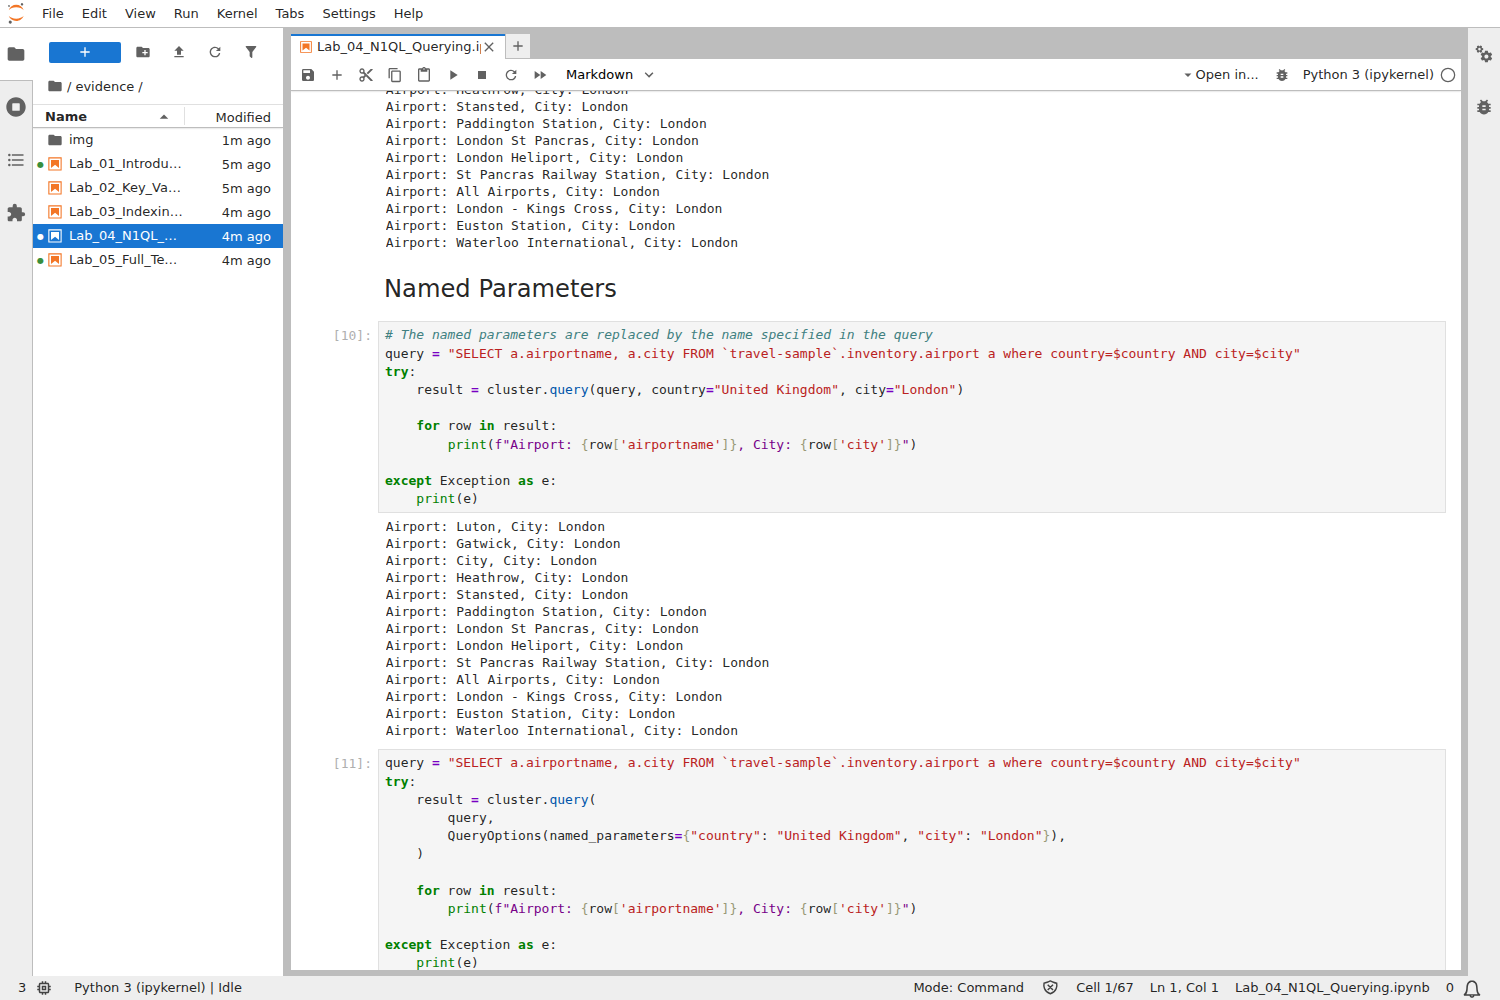 File Edit View Run Kernel Tabs Settings Help
/ evidence /
Name Modified
img 1m ago
Lab_01_Introdu… 5m ago
Lab_02_Key_Va… 5m ago
Lab_03_Indexin… 4m ago
Lab_04_N1QL_… 4m ago
Lab_05_Full_Te… 4m ago
Lab_04_N1QL_Querying.ip
Markdown
Open in... Python 3 (ipykernel)
Airport: Heathrow, City: London
Airport: Stansted, City: London
Airport: Paddington Station, City: London
Airport: London St Pancras, City: London
Airport: London Heliport, City: London
Airport: St Pancras Railway Station, City: London
Airport: All Airports, City: London
Airport: London - Kings Cross, City: London
Airport: Euston Station, City: London
Airport: Waterloo International, City: London
Named Parameters
[10]:
# The named parameters are replaced by the name specified in the query
query = "SELECT a.airportname, a.city FROM `travel-sample`.inventory.airport a where country=$country AND city=$city"
try:
    result = cluster.query(query, country="United Kingdom", city="London")
    for row in result:
        print(f"Airport: {row['airportname']}, City: {row['city']}")
except Exception as e:
    print(e)
Airport: Luton, City: London
Airport: Gatwick, City: London
Airport: City, City: London
Airport: Heathrow, City: London
Airport: Stansted, City: London
Airport: Paddington Station, City: London
Airport: London St Pancras, City: London
Airport: London Heliport, City: London
Airport: St Pancras Railway Station, City: London
Airport: All Airports, City: London
Airport: London - Kings Cross, City: London
Airport: Euston Station, City: London
Airport: Waterloo International, City: London
[11]:
query = "SELECT a.airportname, a.city FROM `travel-sample`.inventory.airport a where country=$country AND city=$city"
try:
    result = cluster.query(
        query,
        QueryOptions(named_parameters={"country": "United Kingdom", "city": "London"}),
    )
    for row in result:
        print(f"Airport: {row['airportname']}, City: {row['city']}")
except Exception as e:
    print(e)
3 Python 3 (ipykernel) | Idle Mode: Command Cell 1/67 Ln 1, Col 1 Lab_04_N1QL_Querying.ipynb 0